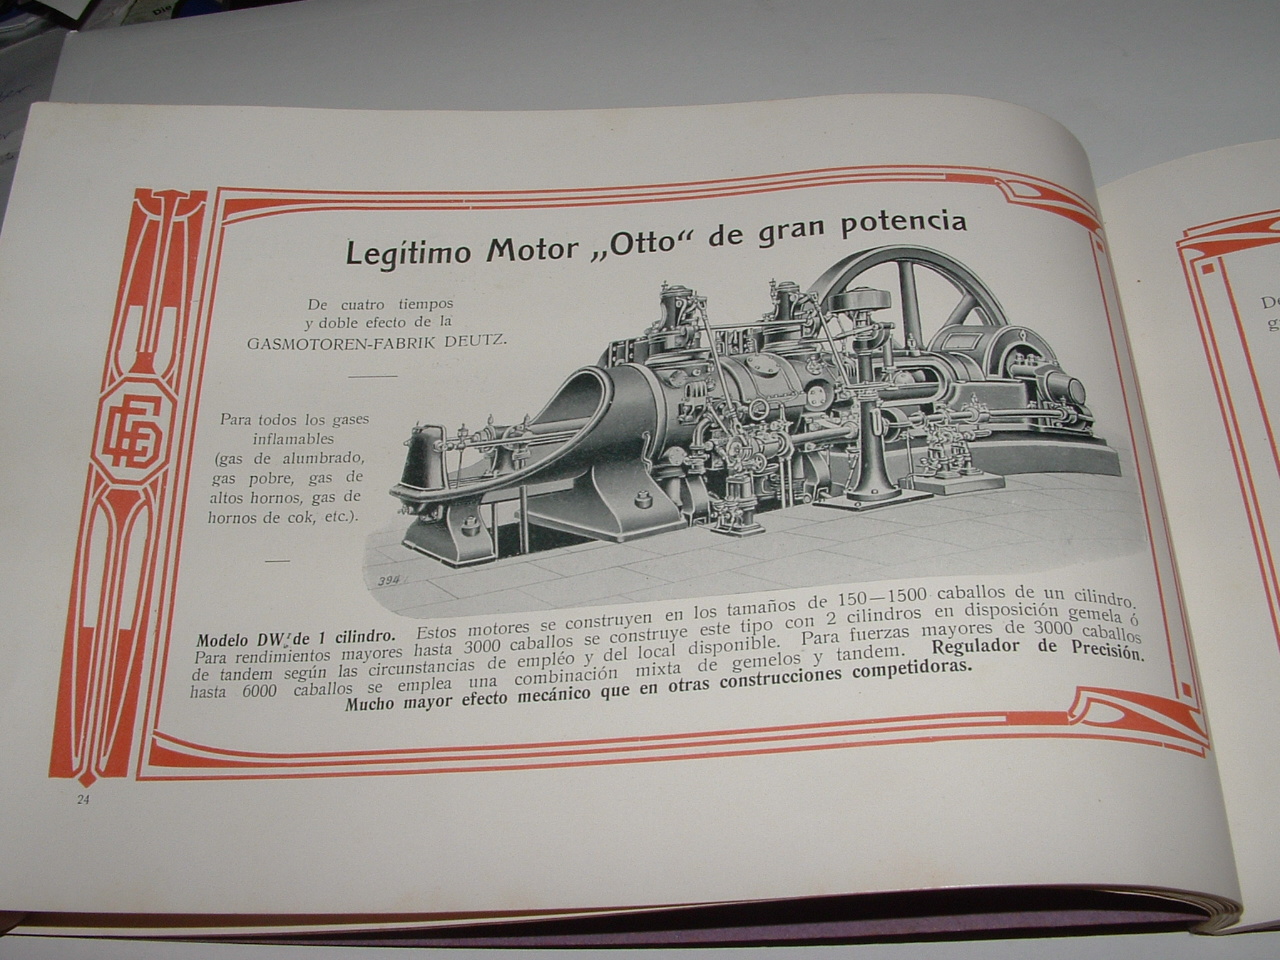 Legítimo Motor „Otto“ de gran potencia
De cuatro tiempos
y doble efecto de la
GASMOTOREN-FABRIK DEUTZ.
Para todos los gases
inflamables
(gas de alumbrado,
gas pobre, gas de
altos hornos, gas de
hornos de cok, etc.).
394
Modelo DW, de 1 cilindro. Estos motores se construyen en los tamaños de 150—1500 caballos de un cilindro.
Para rendimientos mayores hasta 3000 caballos se construye este tipo con 2 cilindros en disposición gemela ó
de tandem según las circunstancias de empléo y del local disponible. Para fuerzas mayores de 3000 caballos
hasta 6000 caballos se emplea una combinación mixta de gemelos y tandem. Regulador de Precisión.
Mucho mayor efecto mecánico que en otras construcciones competidoras.
24